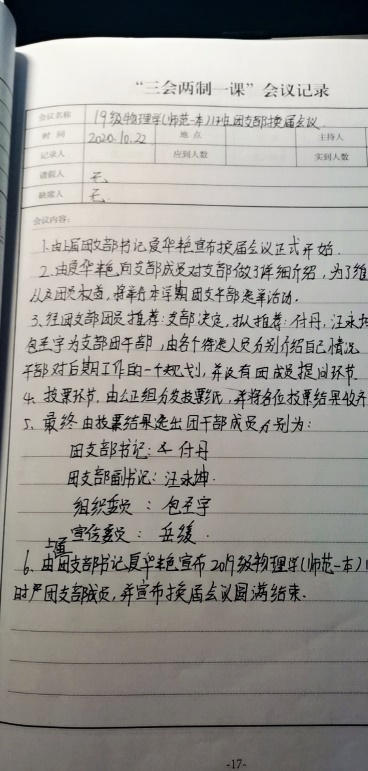 “三会两制一课”会议记录
会议名称 19级物理学(师范一本)1班团支部换届会议
时 间 2020.10.22 地 点 主持人
记录人 应到人数 实到人数
请假人 无.
缺席人 无.
会议内容:
1.由上届团支部书记夏华艳宣布换届会议正式开始.
2.由夏华艳向支部成员对支部做了详细介绍,为了维
以及团员权益,将举办本学期团支干部选举活动.
3.经团支部团员推荐:支部决定,拟推荐:付丹,汪永坤
包玉宇为支部团干部,由各个待选人员分别介绍自己情况
干部对后期工作的一个规划,并设有团成员提问环节.
4.投票环节.由公正组分发投票纸,并将各位投票结果收齐
5.最终由投票结果选出团干部成员分别为:
团支部书记: 付丹
团支部副书记:汪永坤.
组织委员 : 包玉宇
宣传委员 : 岳缓.
上届
6.由团支部书记夏华艳宣布2019级物理学(师范一本)
时产团支部成员,并宣布换届会议圆满结束.
-17-